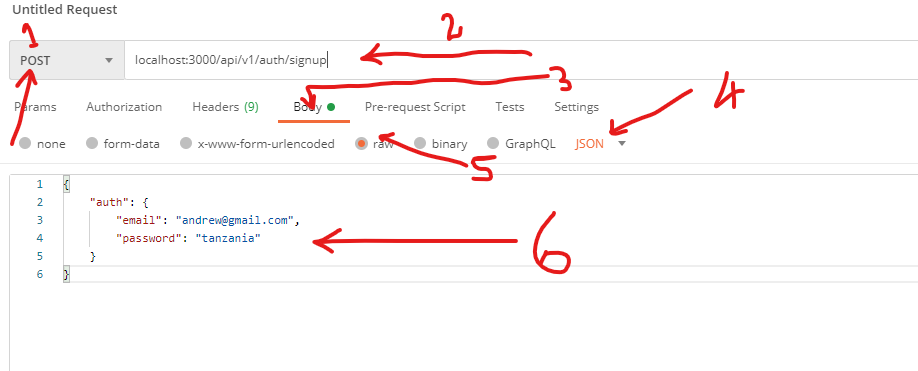 Untitled Request
1
2
POST localhost:3000/api/v1/auth/signup
3
Params Authorization Headers (9) Body Pre-request Script Tests Settings
4
none form-data x-www-form-urlencoded raw binary GraphQL JSON
5
1 {
2 "auth": {
3 "email": "andrew@gmail.com",
4 "password": "tanzania"
5 }
6 }
6